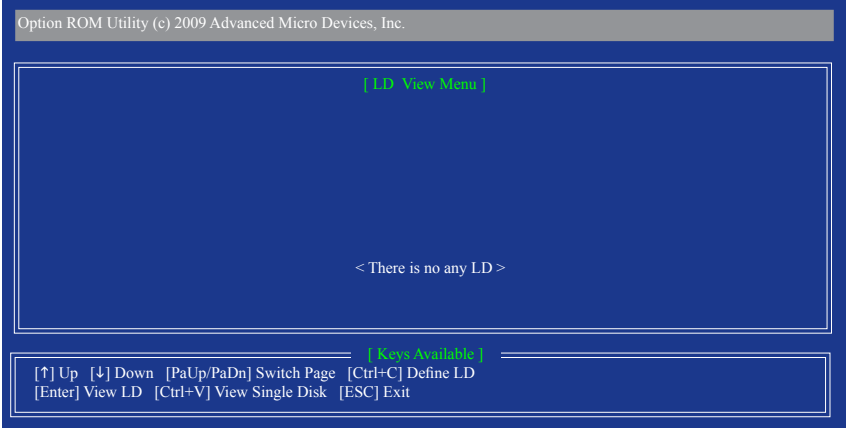 Option ROM Utility (c) 2009 Advanced Micro Devices, Inc.
[ LD View Menu ]
< There is no any LD >
[ Keys Available ]
[↑] Up [↓] Down [PaUp/PaDn] Switch Page [Ctrl+C] Define LD
[Enter] View LD [Ctrl+V] View Single Disk [ESC] Exit